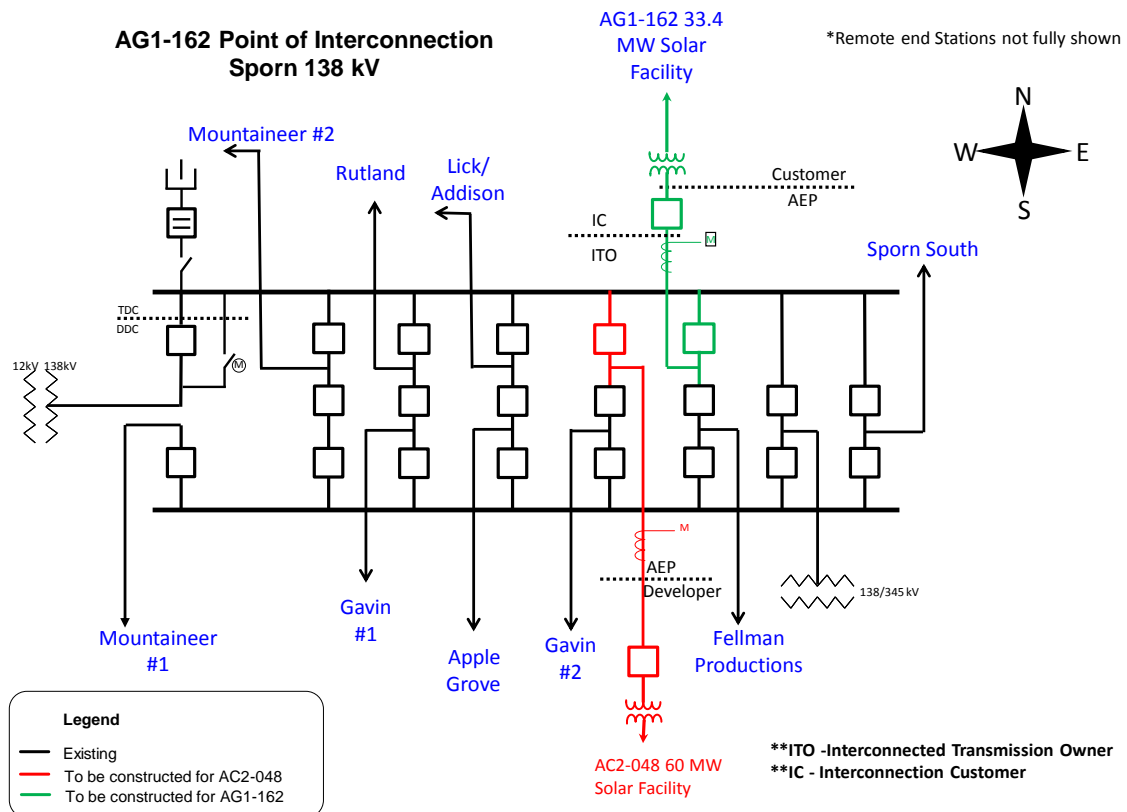 AG1-162 Point of Interconnection
Sporn 138 kV
AG1-162 33.4
MW Solar
Facility
*Remote end Stations not fully shown
N
W
E
S
Mountaineer #2
Rutland
Lick/
Addison
Customer
AEP
IC
ITO
M
Sporn South
TDC
DDC
12kV
138kV
M
M
AEP
Developer
138/345 kV
Mountaineer
#1
Gavin
#1
Apple
Grove
Gavin
#2
Fellman
Productions
Legend
Existing
To be constructed for AC2-048
To be constructed for AG1-162
AC2-048 60 MW
Solar Facility
**ITO -Interconnected Transmission Owner
**IC - Interconnection Customer